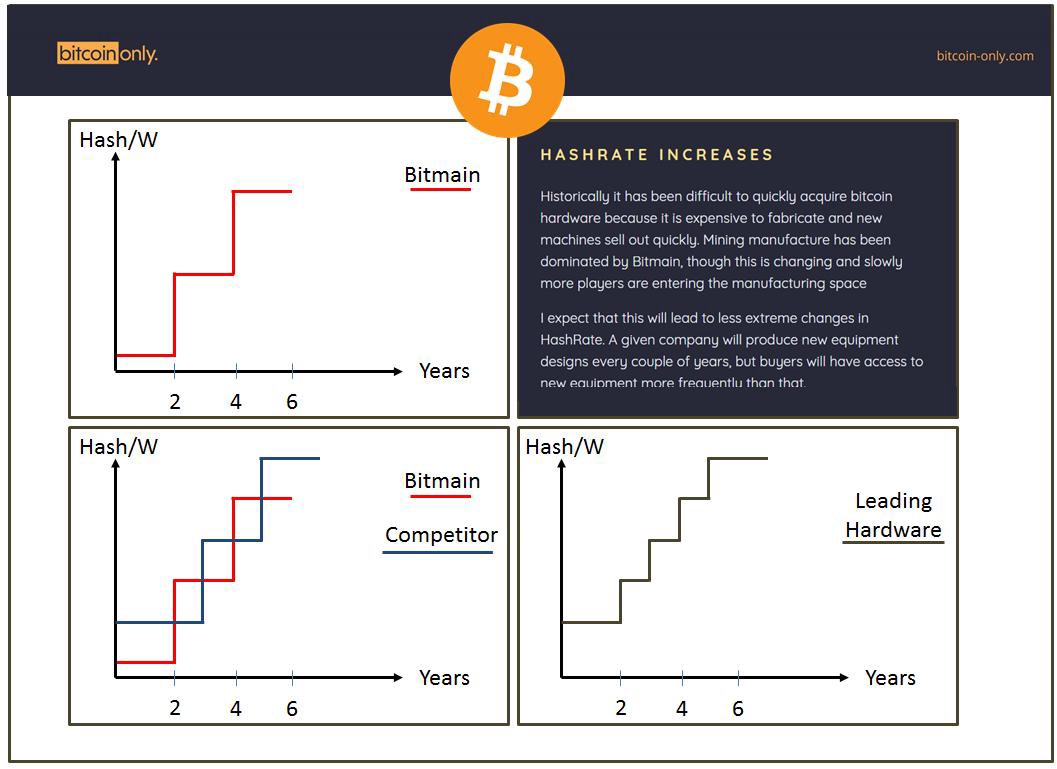 bitcoin only.
bitcoin-only.com
Hash/W
Bitmain
Years
2 4 6
HASHRATE INCREASES
Historically it has been difficult to quickly acquire bitcoin
hardware because it is expensive to fabricate and new
machines sell out quickly. Mining manufacture has been
dominated by Bitmain, though this is changing and slowly
more players are entering the manufacturing space
I expect that this will lead to less extreme changes in
HashRate. A given company will produce new equipment
designs every couple of years, but buyers will have access to
new equipment more frequently than that.
Hash/W
Bitmain
Competitor
Years
2 4 6
Hash/W
Leading
Hardware
Years
2 4 6